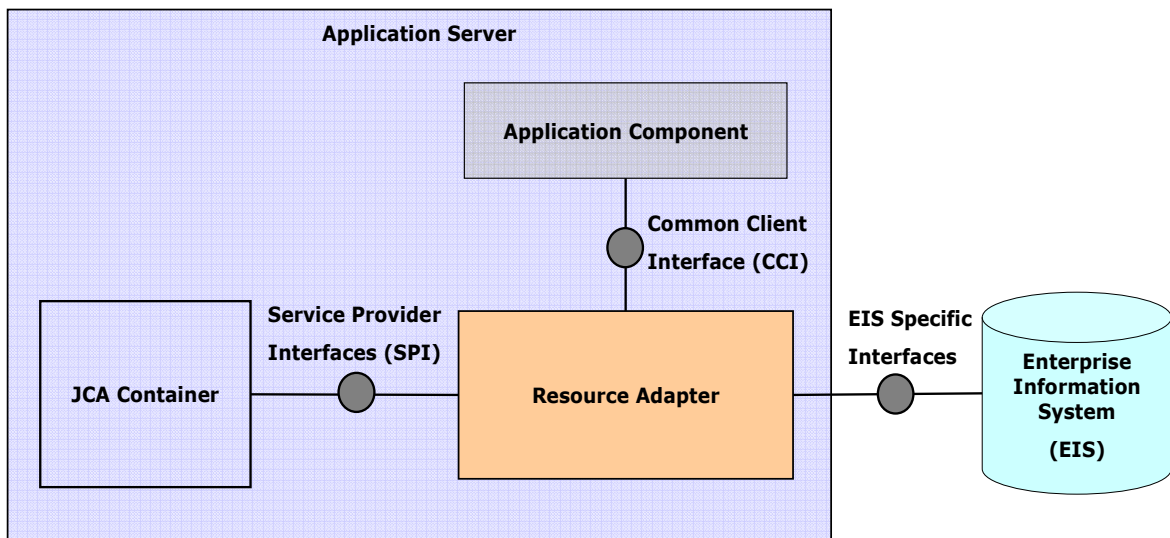 Application Server
Application Component
Common Client
Interface (CCI)
Service Provider
Interfaces (SPI)
EIS Specific
Interfaces
JCA Container
Resource Adapter
Enterprise
Information
System
(EIS)